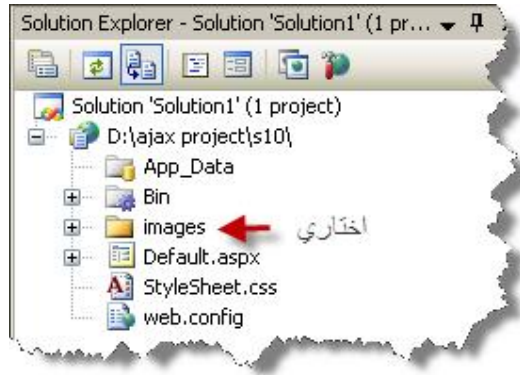 Solution Explorer - Solution 'Solution1' (1 pr...
Solution 'Solution1' (1 project)
D:\ajax project\s10\
App_Data
Bin
images اختاري
Default.aspx
StyleSheet.css
web.config